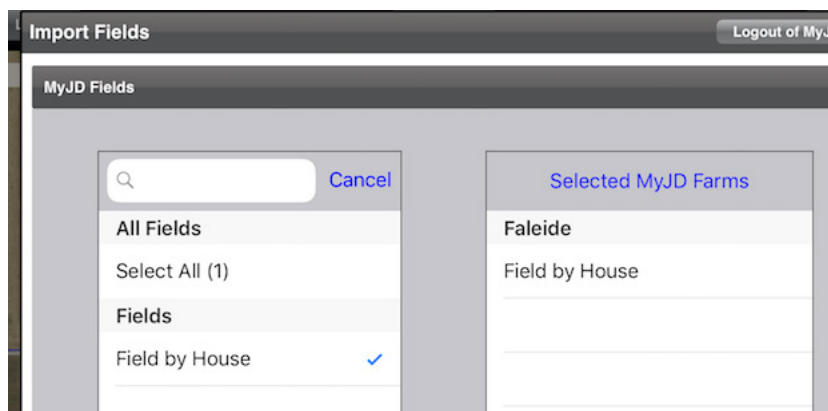 Import Fields
Logout of MyJ
MyJD Fields
Cancel
Selected MyJD Farms
All Fields
Faleide
Select All (1)
Field by House
Fields
Field by House